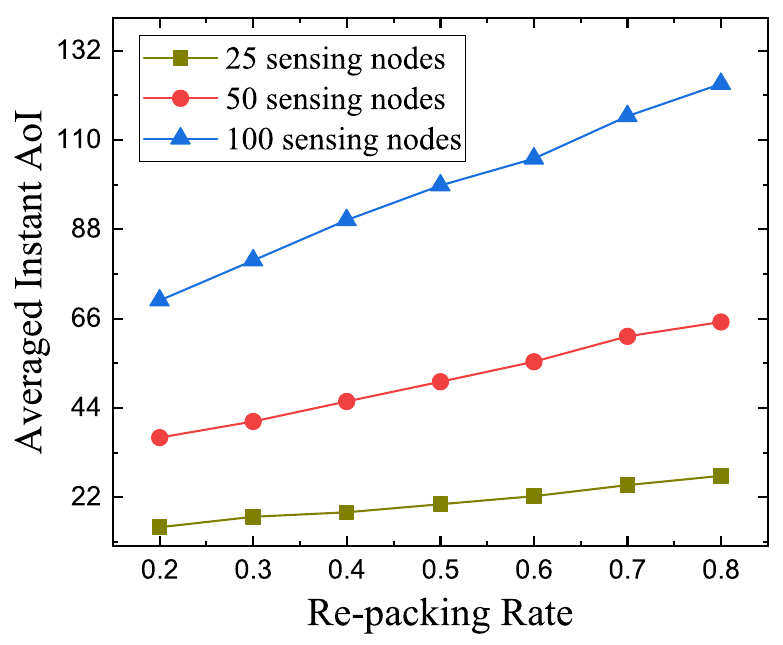 132
110
88
66
44
22
Averaged Instant AoI
25 sensing nodes
50 sensing nodes
100 sensing nodes
0.2 0.3 0.4 0.5 0.6 0.7 0.8
Re-packing Rate